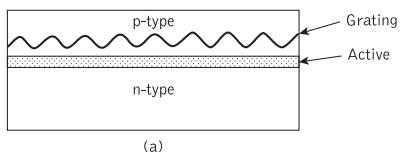 p-type
Grating
Active
n-type
(a)